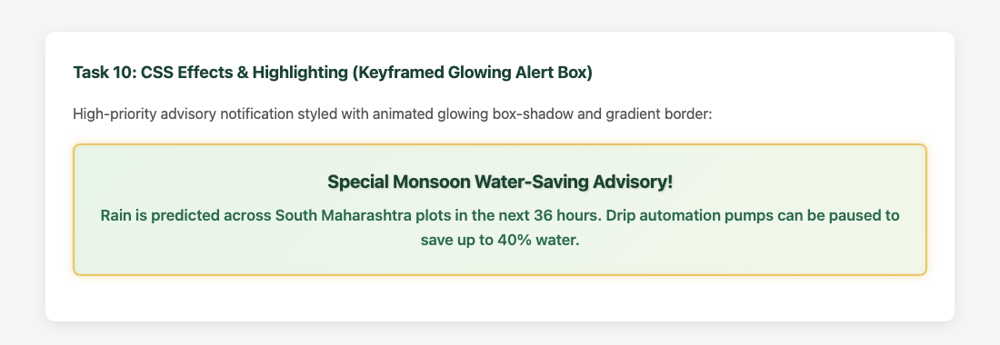 Task 10: CSS Effects & Highlighting (Keyframed Glowing Alert Box)
High-priority advisory notification styled with animated glowing box-shadow and gradient border:
Special Monsoon Water-Saving Advisory!
Rain is predicted across South Maharashtra plots in the next 36 hours. Drip automation pumps can be paused to
save up to 40% water.